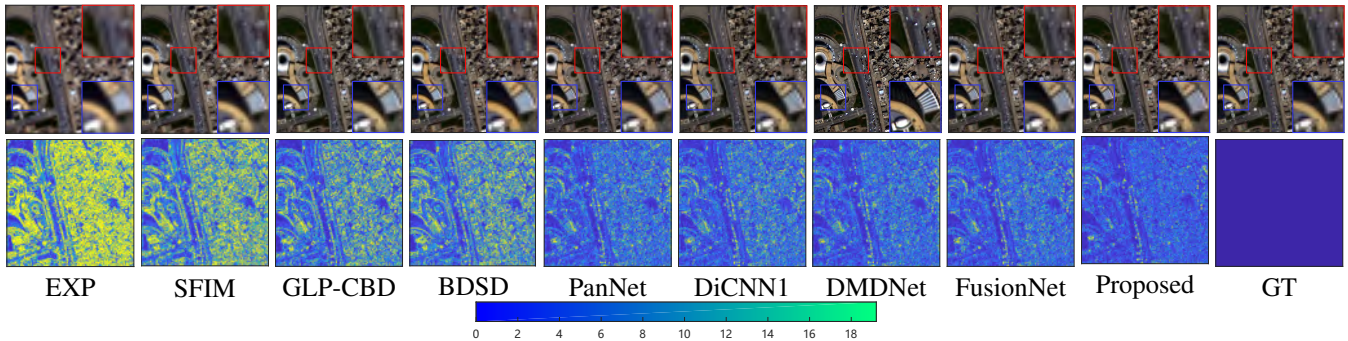 EXP SFIM GLP-CBD BDSD PanNet DiCNN1 DMDNet FusionNet Proposed GT
0 2 4 6 8 10 12 14 16 18